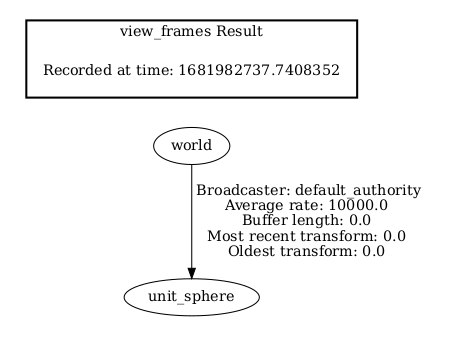 view_frames Result
Recorded at time: 1681982737.7408352
world
Broadcaster: default_authority
Average rate: 10000.0
Buffer length: 0.0
Most recent transform: 0.0
Oldest transform: 0.0
unit_sphere